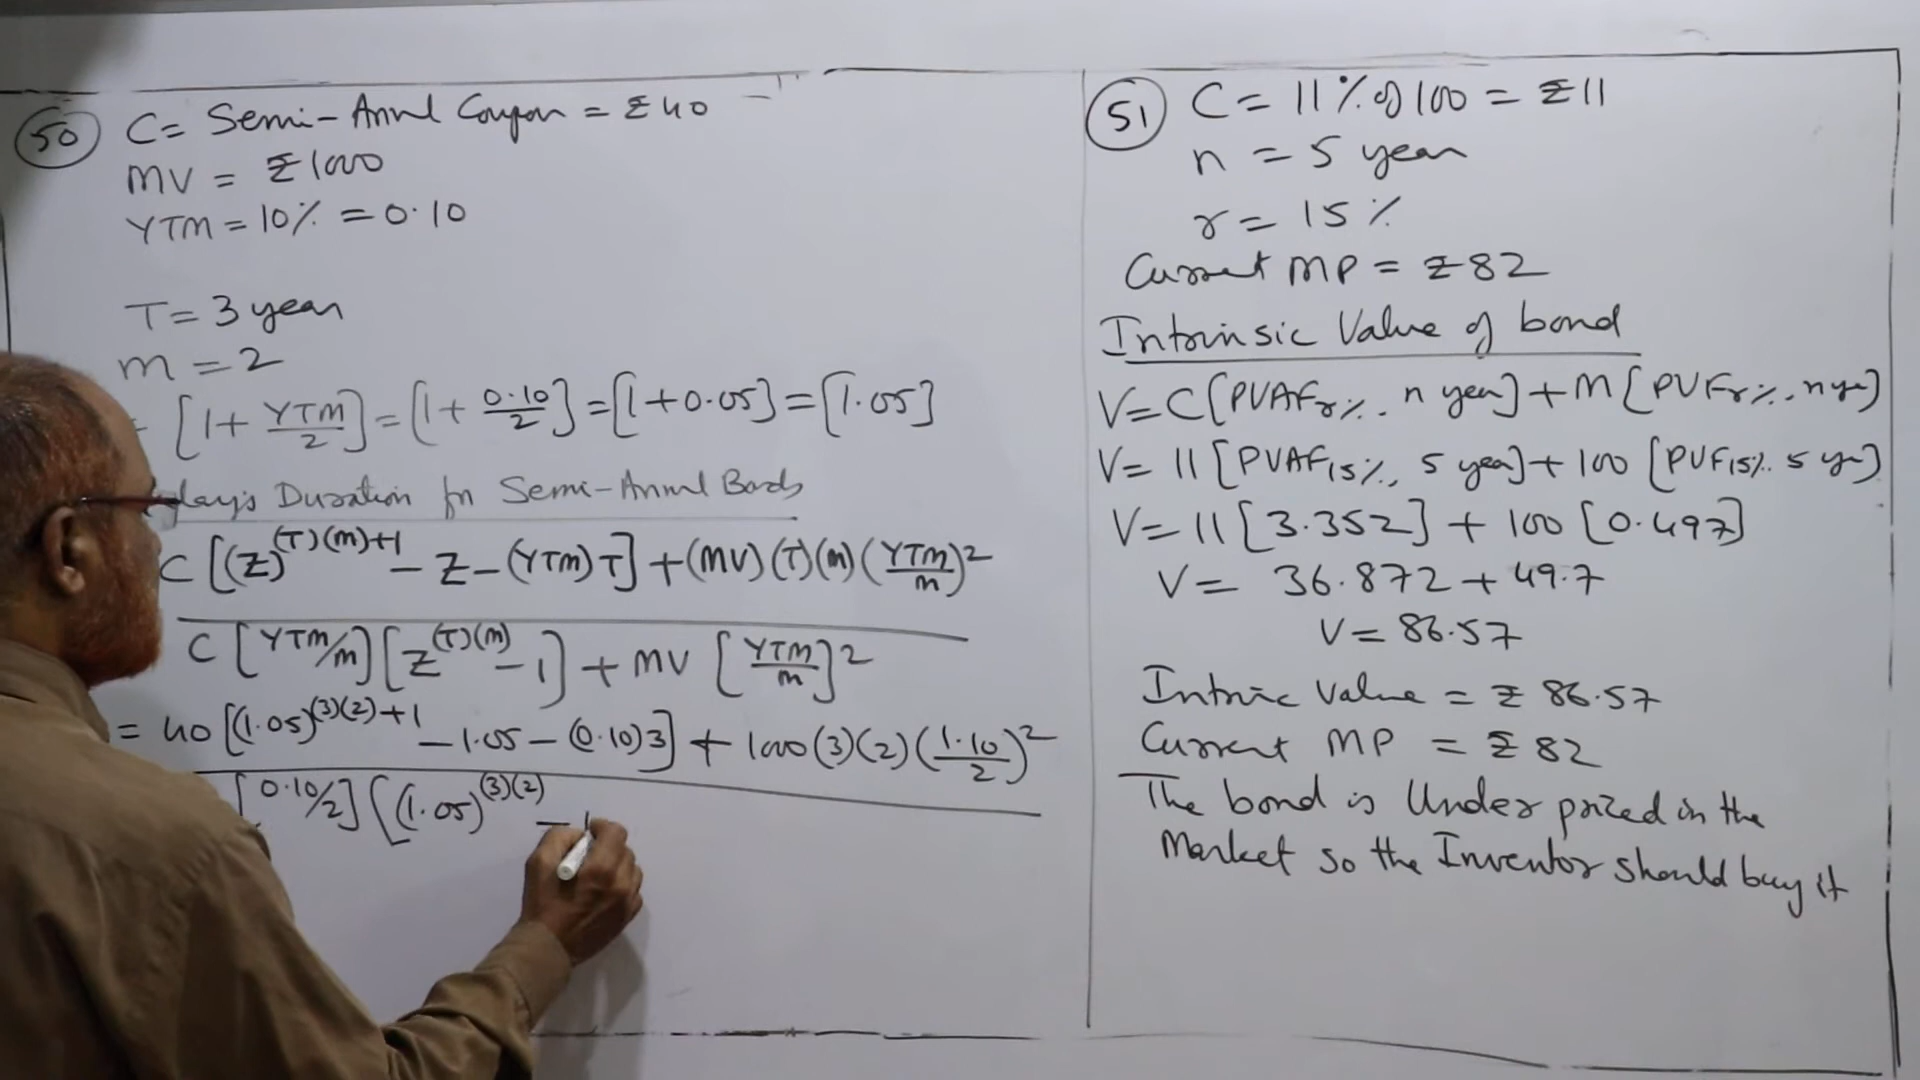 50
C = Semi-Annul Coupon = ₹40
MV = ₹1000
YTM = 10% = 0.10
T = 3 year
m = 2
[1 + YTM/2] = [1 + 0.10/2] = [1 + 0.05] = [1.05]
Duration for Semi-Annul Bonds
C [(Z)^(T)(m)+1 - Z - (YTM) T] + (MV) (T) (m) (YTM/m)^2
C [YTM/m] [Z^(T)(m) - 1] + MV [YTM/m]^2
= 40 [(1.05)^(3)(2)+1 - 1.05 - (0.10) 3] + 1000 (3) (2) (1.10/2)^2
[0.10/2] [(1.05)^(3)(2) - 1
51
C = 11% of 100 = ₹11
n = 5 year
r = 15%
Current MP = ₹82
Intrinsic Value of bond
V = C [PVAF r%, n year] + M [PVF r%, n ye]
V = 11 [PVAF 15%, 5 year] + 100 [PVF 15%. 5 ye]
V = 11 [3.352] + 100 [0.497]
V = 36.872 + 49.7
V = 86.57
Intric Value = ₹86.57
Current MP = ₹82
The bond is Under priced in the
Market so the Inventor should buy it